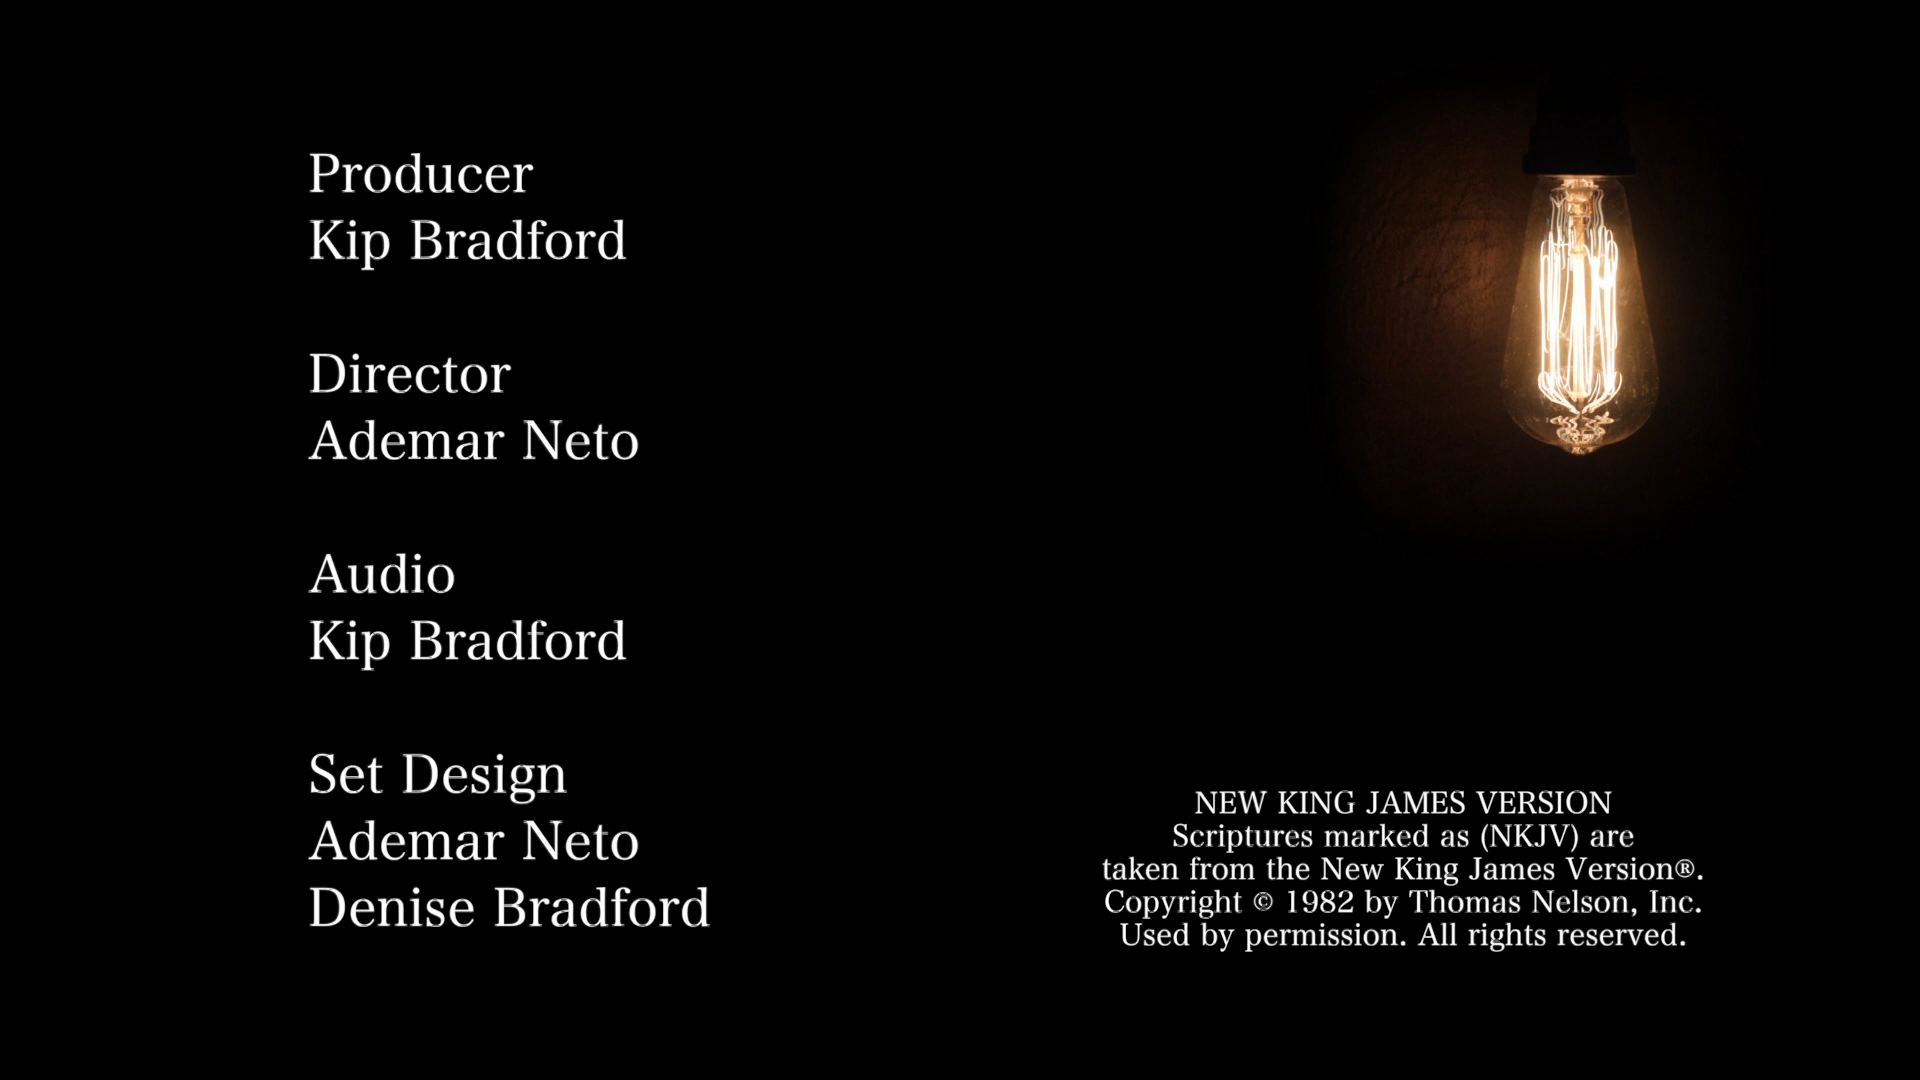 Producer
Kip Bradford
Director
Ademar Neto
Audio
Kip Bradford
Set Design
Ademar Neto
Denise Bradford
NEW KING JAMES VERSION
Scriptures marked as (NKJV) are
taken from the New King James Version®.
Copyright © 1982 by Thomas Nelson, Inc.
Used by permission. All rights reserved.